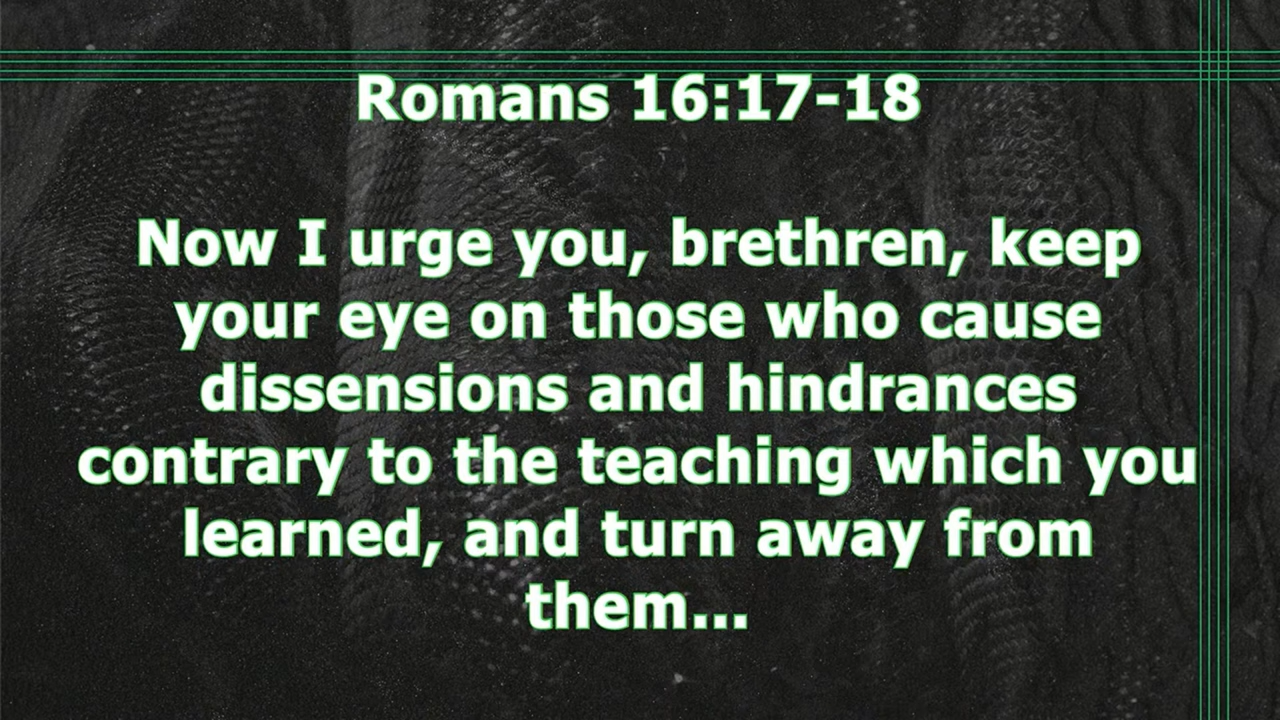 Romans 16:17-18
Now I urge you, brethren, keep
your eye on those who cause
dissensions and hindrances
contrary to the teaching which you
learned, and turn away from
them...